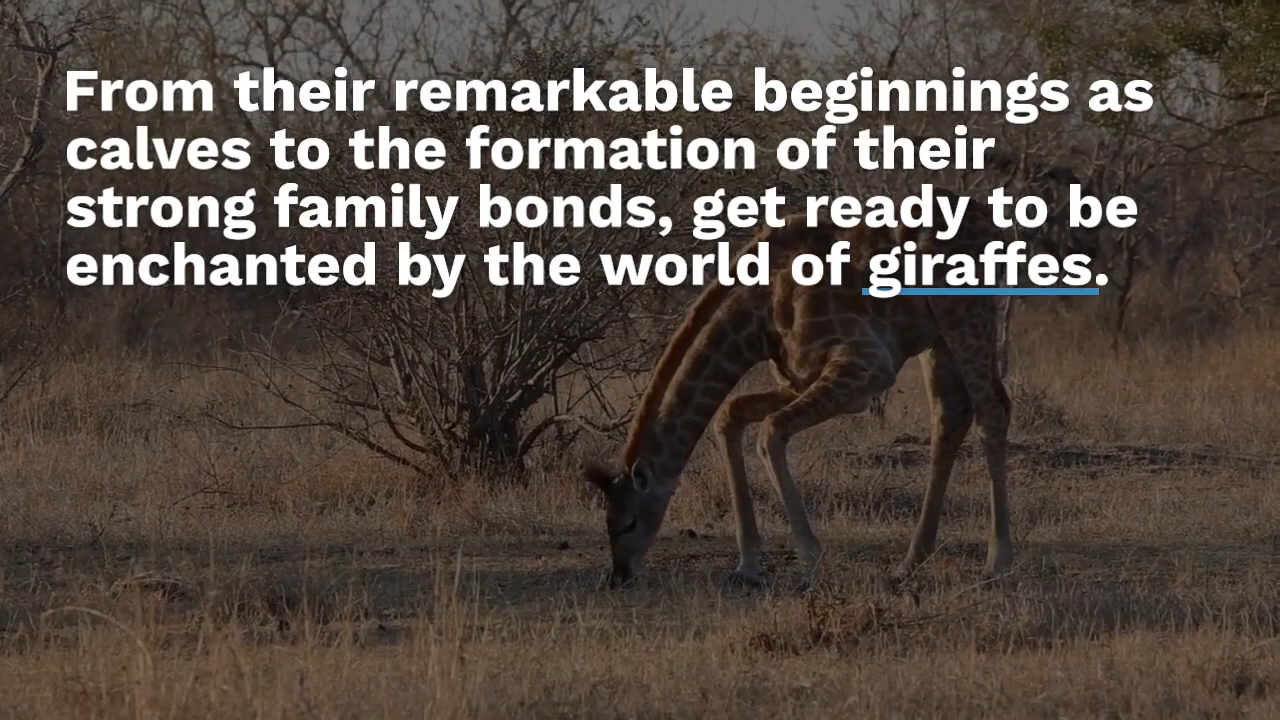 From their remarkable beginnings as
calves to the formation of their
strong family bonds, get ready to be
enchanted by the world of giraffes.